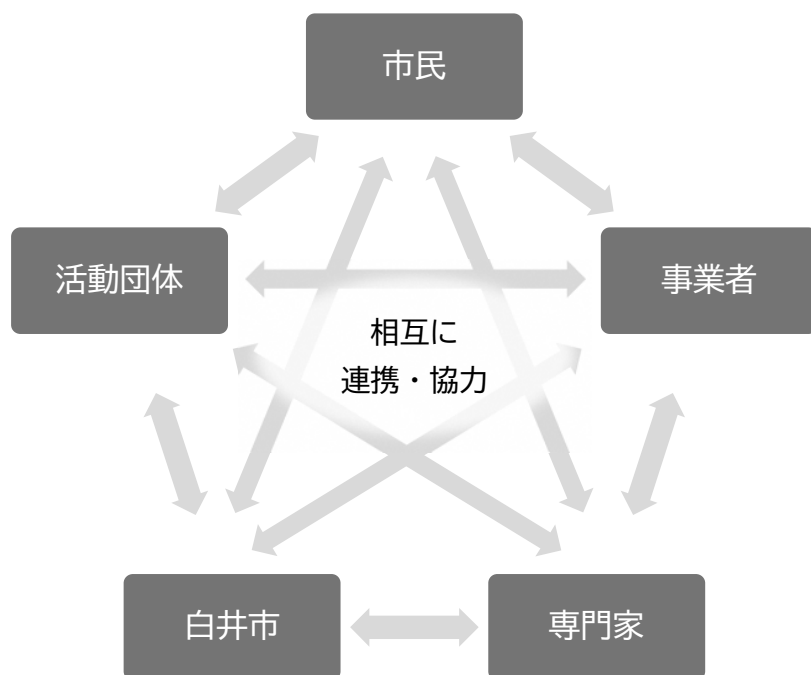 市民
活動団体
事業者
相互に
連携・協力
白井市
専門家